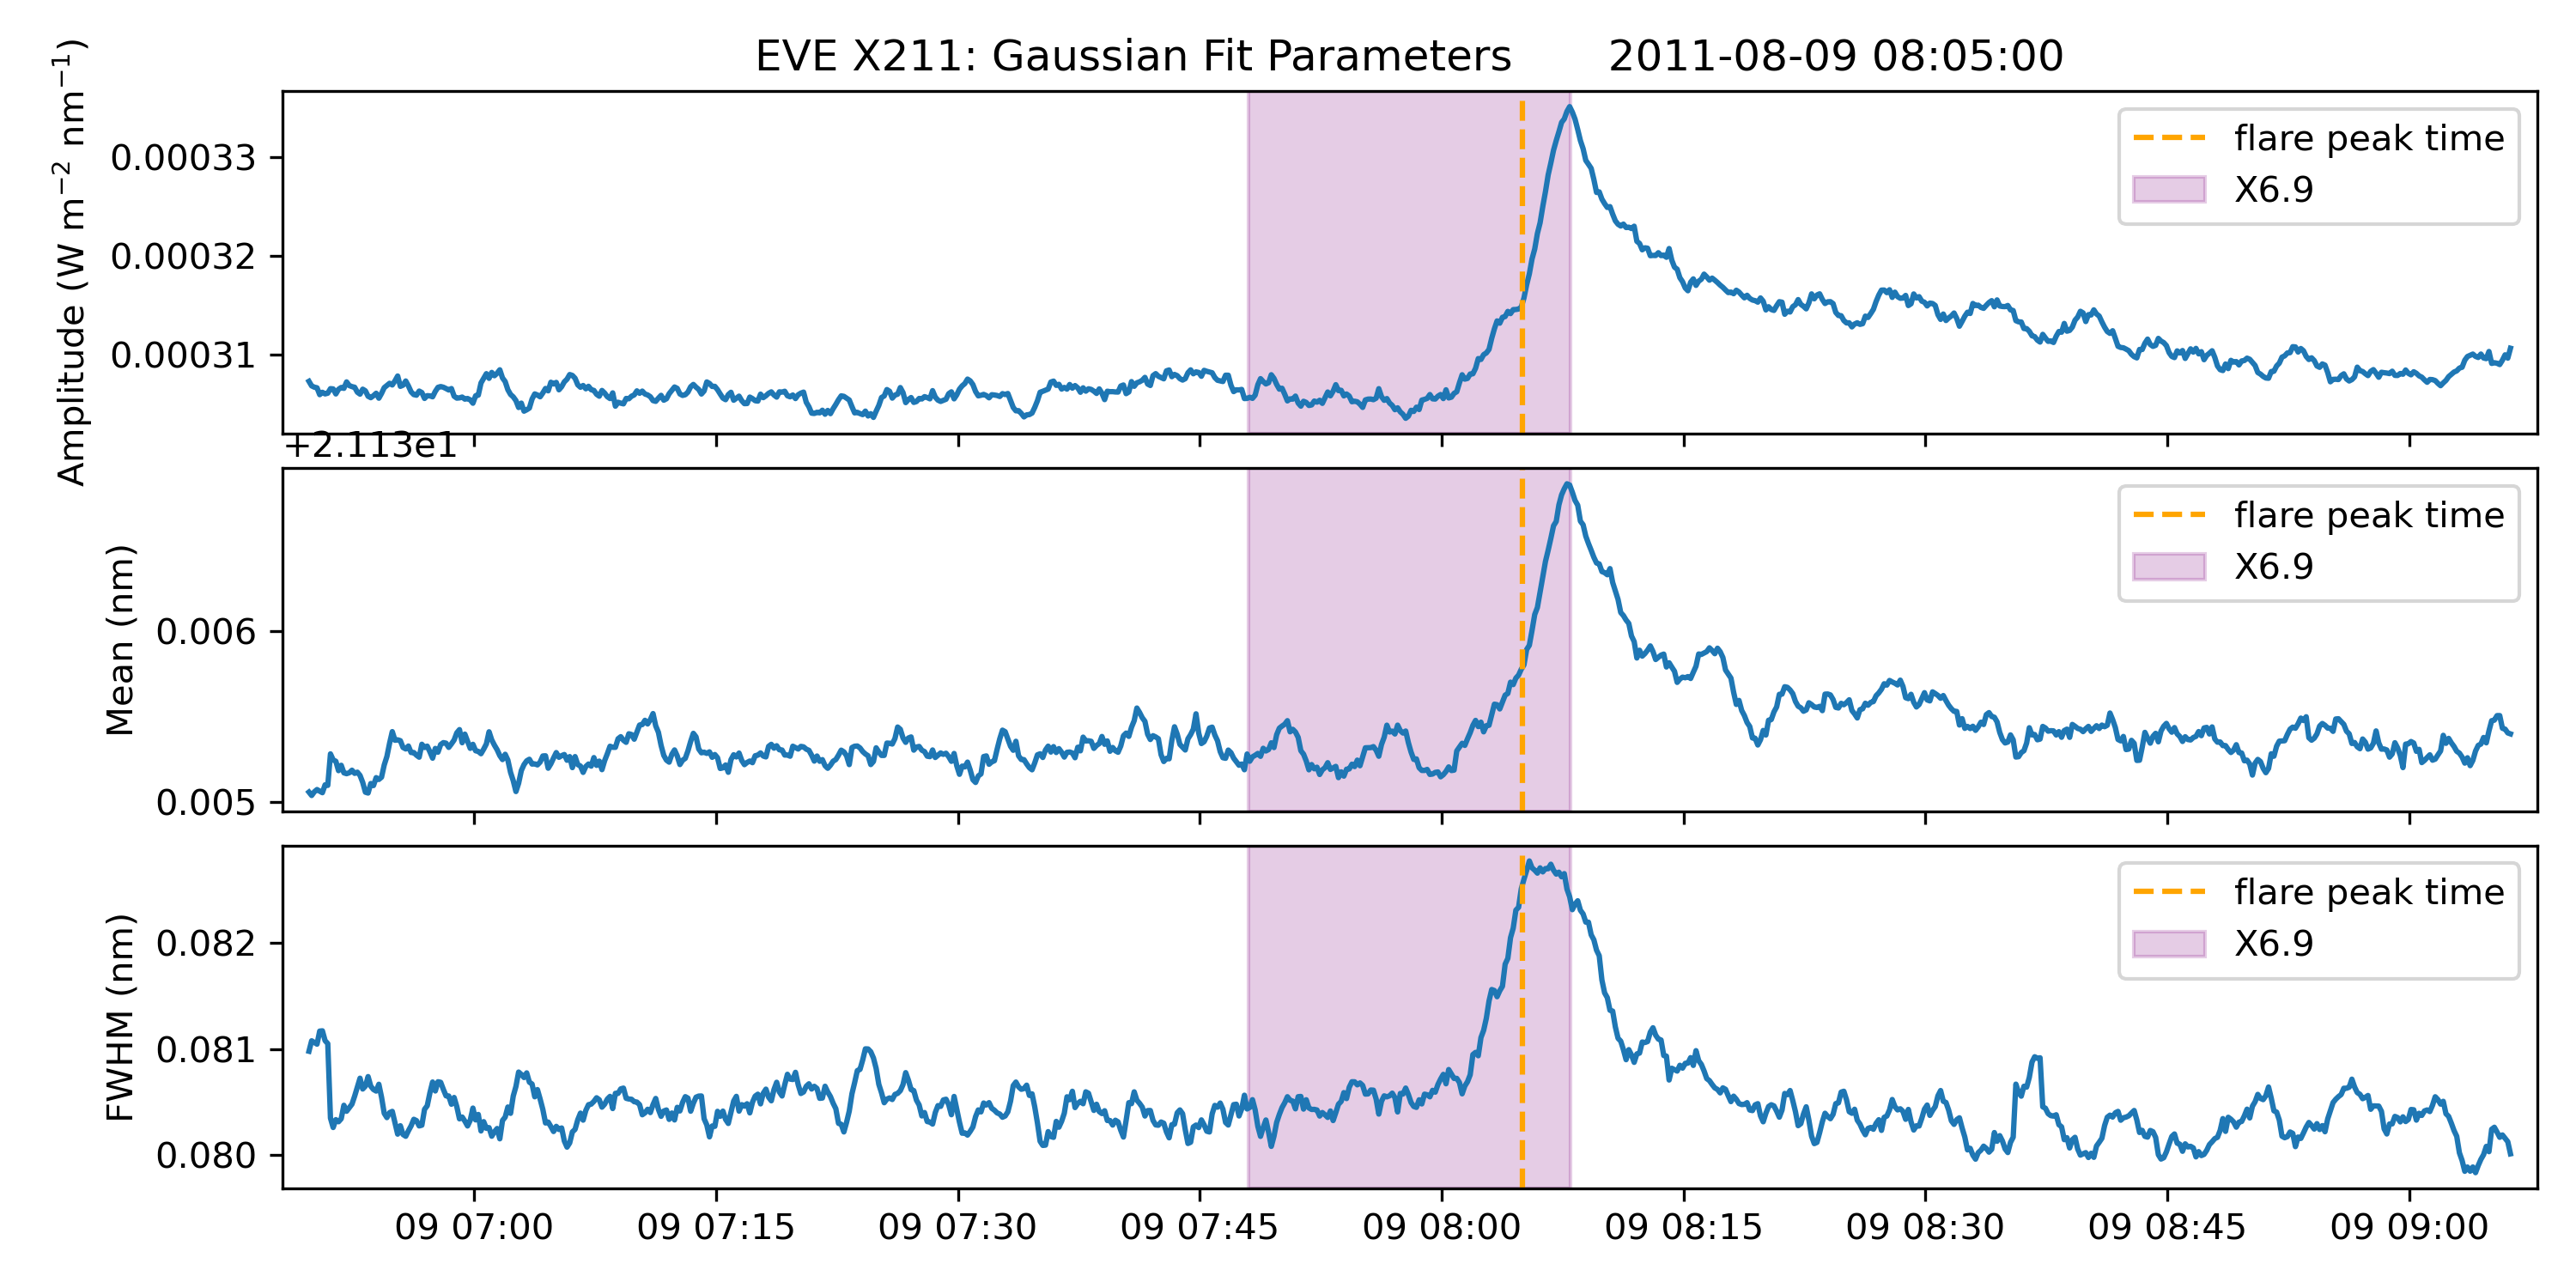 EVE X211: Gaussian Fit Parameters 2011-08-09 08:05:00
Amplitude (W m⁻² nm⁻¹)
0.00033
0.00032
0.00031
flare peak time
X6.9
+2.113e1
Mean (nm)
0.006
0.005
flare peak time
X6.9
FWHM (nm)
0.082
0.081
0.080
flare peak time
X6.9
09 07:00 09 07:15 09 07:30 09 07:45 09 08:00 09 08:15 09 08:30 09 08:45 09 09:00